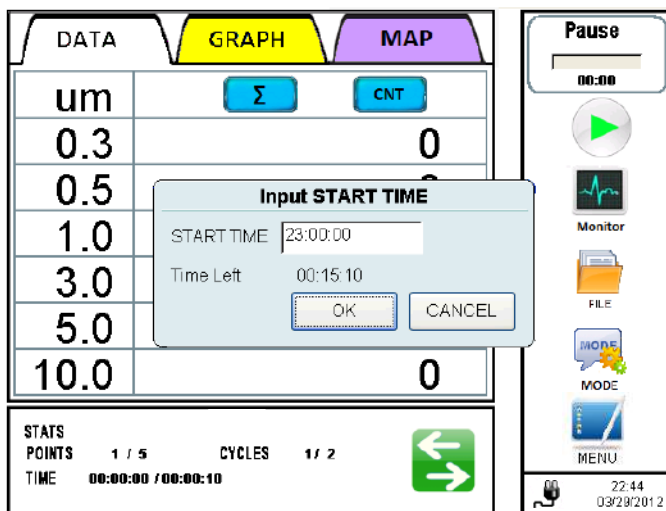 DATA GRAPH MAP
um Σ CNT
0.3 0
0.5
1.0
3.0
5.0
10.0 0
Input START TIME
START TIME 23:00:00
Time Left 00:15:10
OK CANCEL
STATS
POINTS 1 / 5 CYCLES 1/ 2
TIME 00:00:00 / 00:00:10
Pause
00:00
Monitor
FILE
MODE
MODE
MENU
22:44
03/29/2012